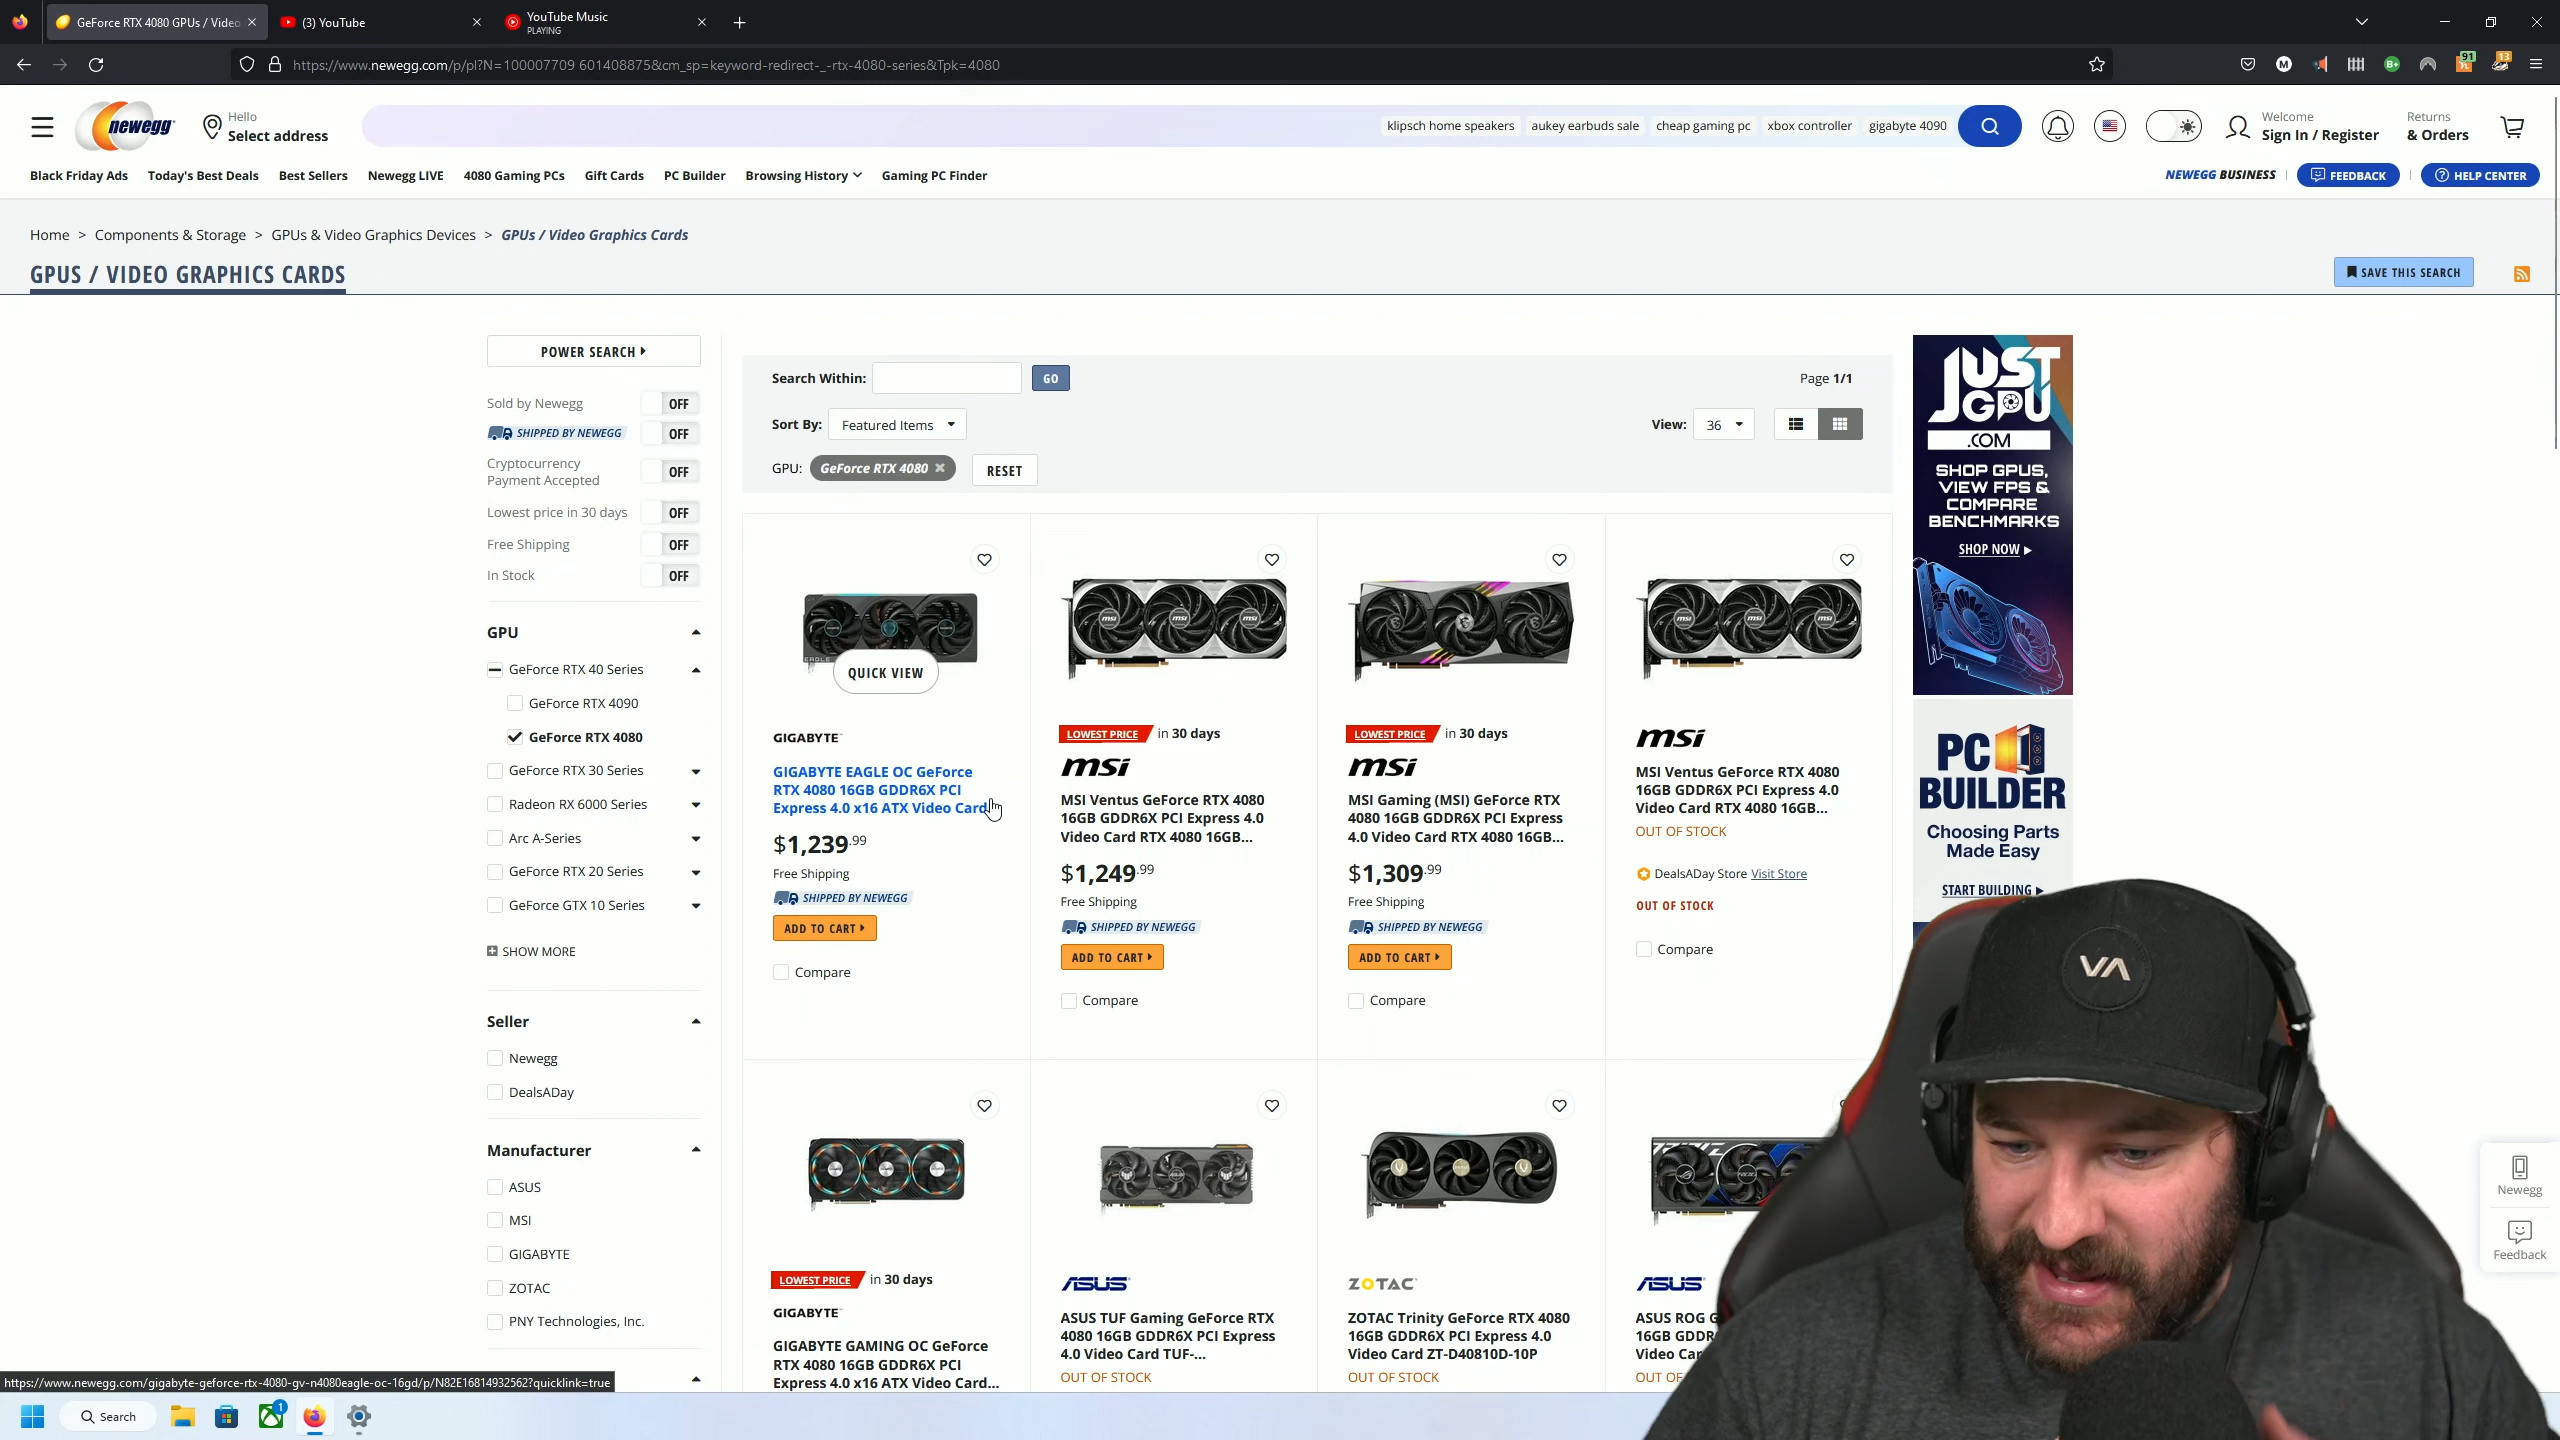 GeForce RTX 4080 GPUs / Video
(3) YouTube
YouTube Music
PLAYING
https://www.newegg.com/p/pl?N=100007709 601408875&cm_sp=keyword-redirect-_-rtx-4080-series&Tpk=4080
91
13
newegg
Hello
Select address
klipsch home speakers
aukey earbuds sale
cheap gaming pc
xbox controller
gigabyte 4090
Welcome
Sign In / Register
Returns
& Orders
Black Friday Ads
Today's Best Deals
Best Sellers
Newegg LIVE
4080 Gaming PCs
Gift Cards
PC Builder
Browsing History
Gaming PC Finder
NEWEGG BUSINESS
FEEDBACK
HELP CENTER
Home > Components & Storage > GPUs & Video Graphics Devices > GPUs / Video Graphics Cards
GPUS / VIDEO GRAPHICS CARDS
SAVE THIS SEARCH
POWER SEARCH
Sold by Newegg OFF
SHIPPED BY NEWEGG OFF
Cryptocurrency
Payment Accepted OFF
Lowest price in 30 days OFF
Free Shipping OFF
In Stock OFF
GPU
GeForce RTX 40 Series
GeForce RTX 4090
GeForce RTX 4080
GeForce RTX 30 Series
Radeon RX 6000 Series
Arc A-Series
GeForce RTX 20 Series
GeForce GTX 10 Series
SHOW MORE
Seller
Newegg
DealsADay
Manufacturer
ASUS
MSI
GIGABYTE
ZOTAC
PNY Technologies, Inc.
Search Within: GO
Page 1/1
Sort By: Featured Items
View: 36
GPU: GeForce RTX 4080 RESET
EAGLE
QUICK VIEW
GIGABYTE
GIGABYTE EAGLE OC GeForce
RTX 4080 16GB GDDR6X PCI
Express 4.0 x16 ATX Video Card
$1,239.99
Free Shipping
SHIPPED BY NEWEGG
ADD TO CART
Compare
LOWEST PRICE in 30 days
msi
MSI Ventus GeForce RTX 4080
16GB GDDR6X PCI Express 4.0
Video Card RTX 4080 16GB...
$1,249.99
Free Shipping
SHIPPED BY NEWEGG
ADD TO CART
Compare
LOWEST PRICE in 30 days
msi
MSI Gaming (MSI) GeForce RTX
4080 16GB GDDR6X PCI Express
4.0 Video Card RTX 4080 16GB...
$1,309.99
Free Shipping
SHIPPED BY NEWEGG
ADD TO CART
Compare
msi
MSI Ventus GeForce RTX 4080
16GB GDDR6X PCI Express 4.0
Video Card RTX 4080 16GB...
OUT OF STOCK
DealsADay Store Visit Store
OUT OF STOCK
Compare
LOWEST PRICE in 30 days
GIGABYTE
GIGABYTE GAMING OC GeForce
RTX 4080 16GB GDDR6X PCI
Express 4.0 x16 ATX Video Card...
ASUS
ASUS TUF Gaming GeForce RTX
4080 16GB GDDR6X PCI Express
4.0 Video Card TUF-...
OUT OF STOCK
ZOTAC
ZOTAC Trinity GeForce RTX 4080
16GB GDDR6X PCI Express 4.0
Video Card ZT-D40810D-10P
OUT OF STOCK
ASUS
ASUS ROG
16GB
Video
OUT OF
JUST
GPU
.COM
SHOP GPUS,
VIEW FPS &
COMPARE
BENCHMARKS
SHOP NOW
PC
BUILDER
Choosing Parts
Made Easy
START BUILDING
VA
Newegg
Feedback
https://www.newegg.com/gigabyte-geforce-rtx-4080-gv-n4080eagle-oc-16gd/p/N82E16814932562?quicklink=true
Search
1